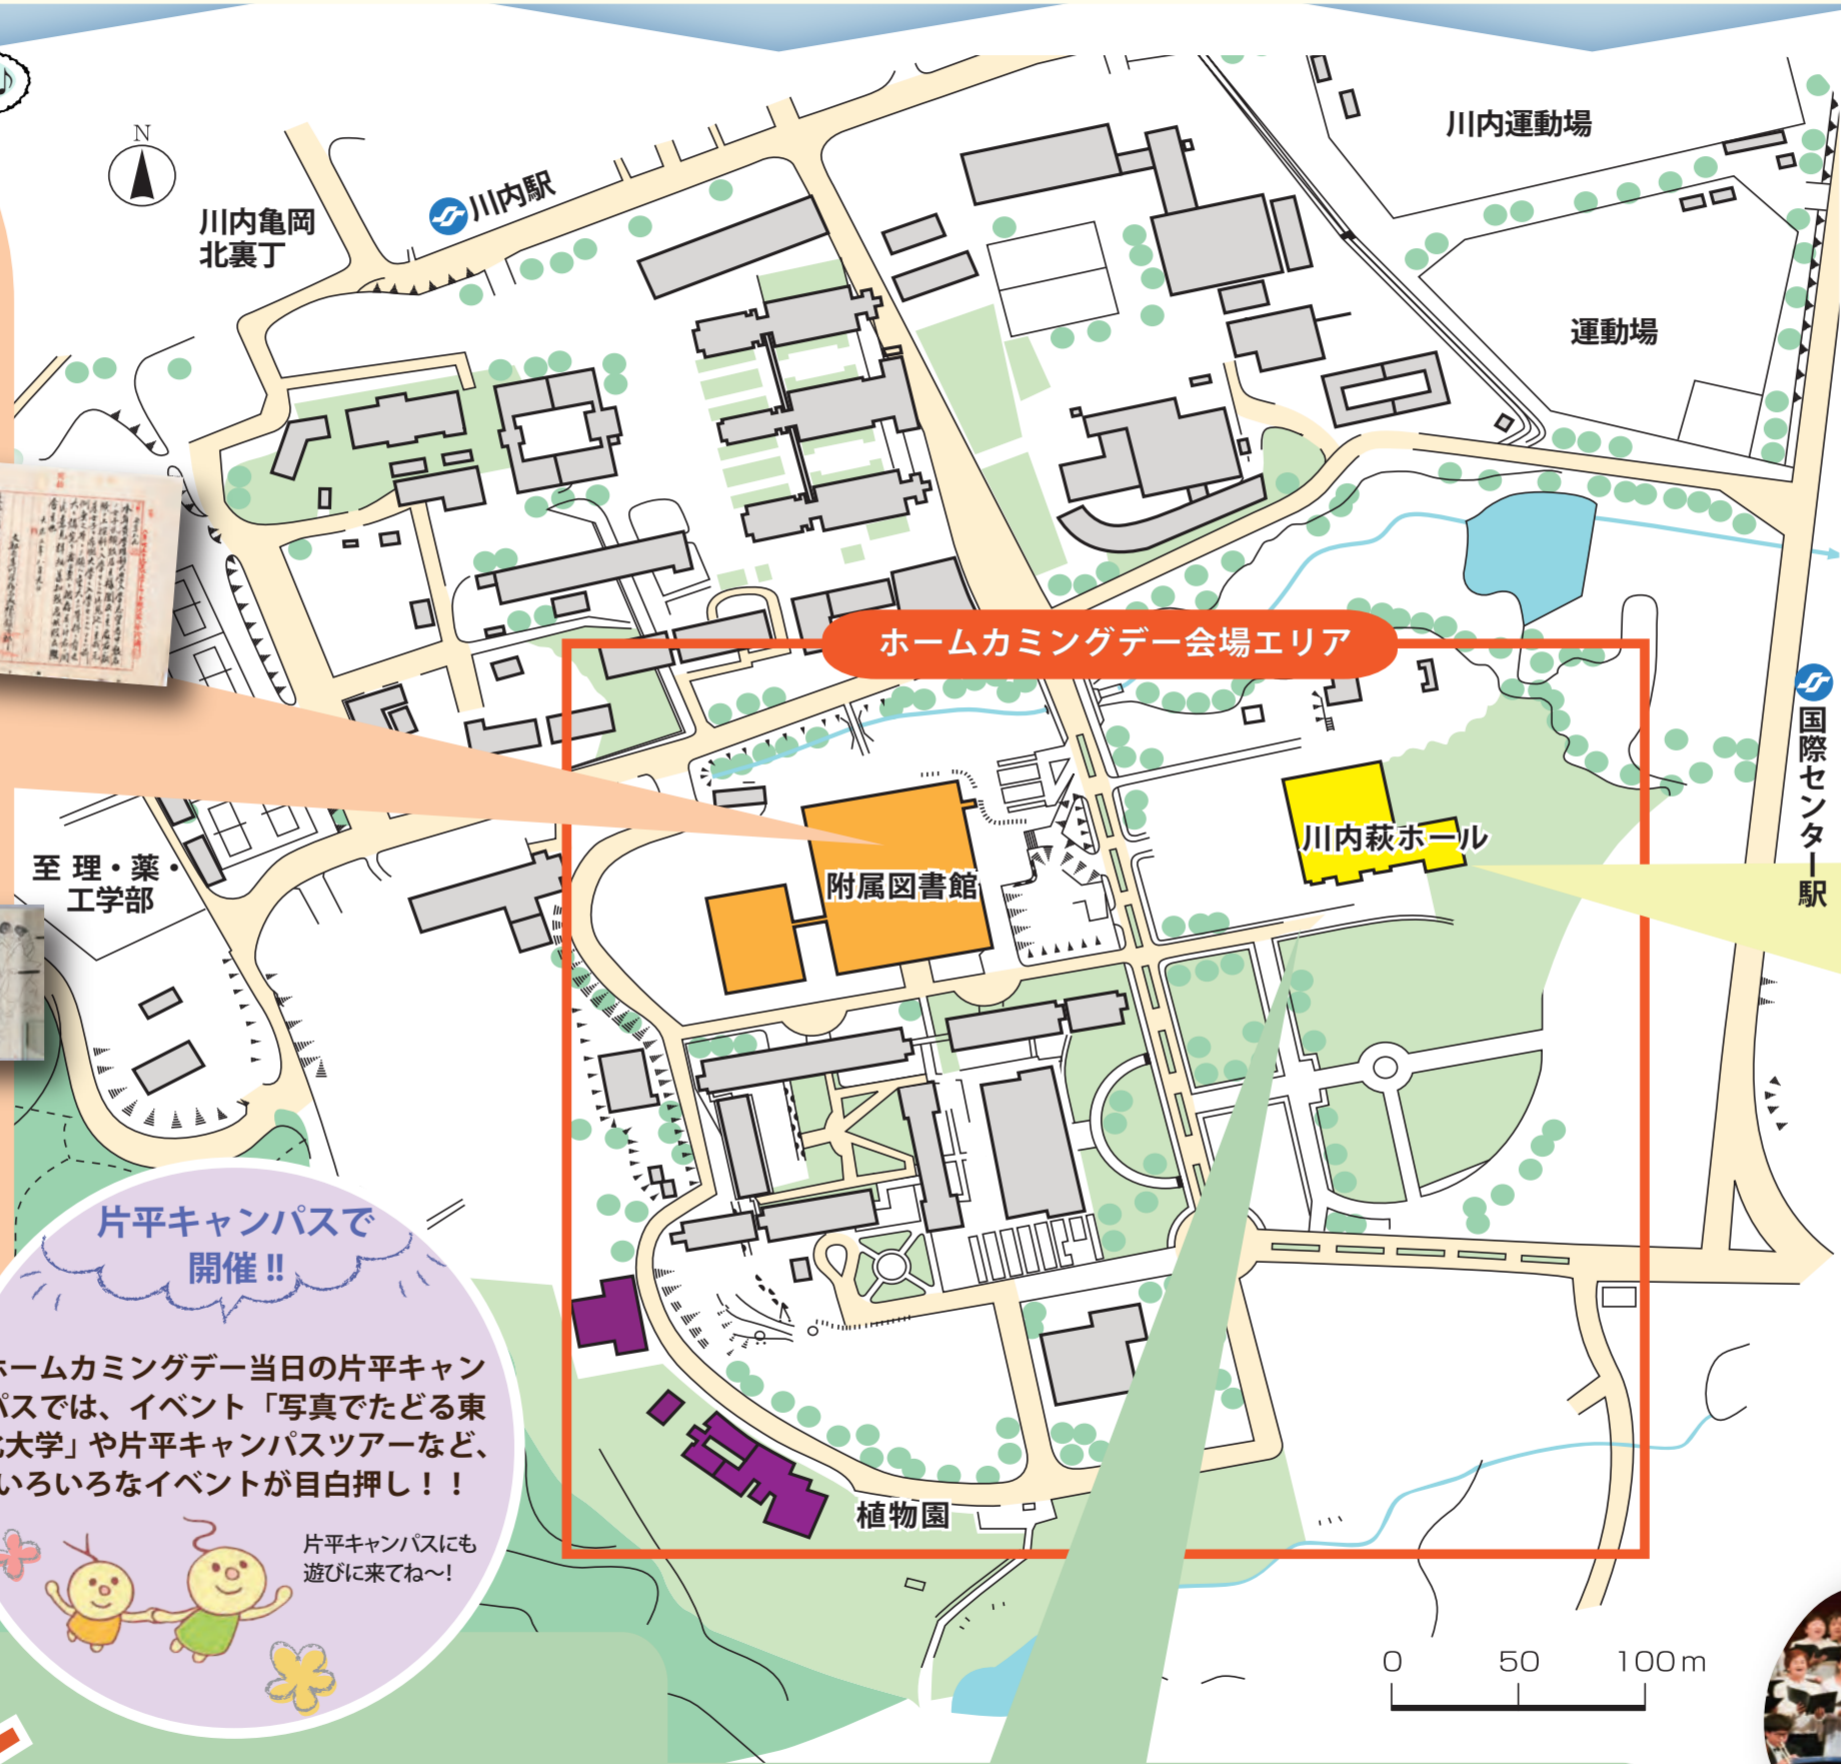 N
川内駅
川内亀岡
北裏丁
川内運動場
運動場
ホームカミングデー会場エリア
国際センター駅
川内萩ホール
附属図書館
至 理・薬・
工学部
片平キャンパスで
開催!!
ホームカミングデー当日の片平キャン
パスでは、イベント「写真でたどる東
北大学」や片平キャンパスツアーなど、
いろいろなイベントが目白押し！！
片平キャンパスにも
遊びに来てね〜!
植物園
0 50 100m